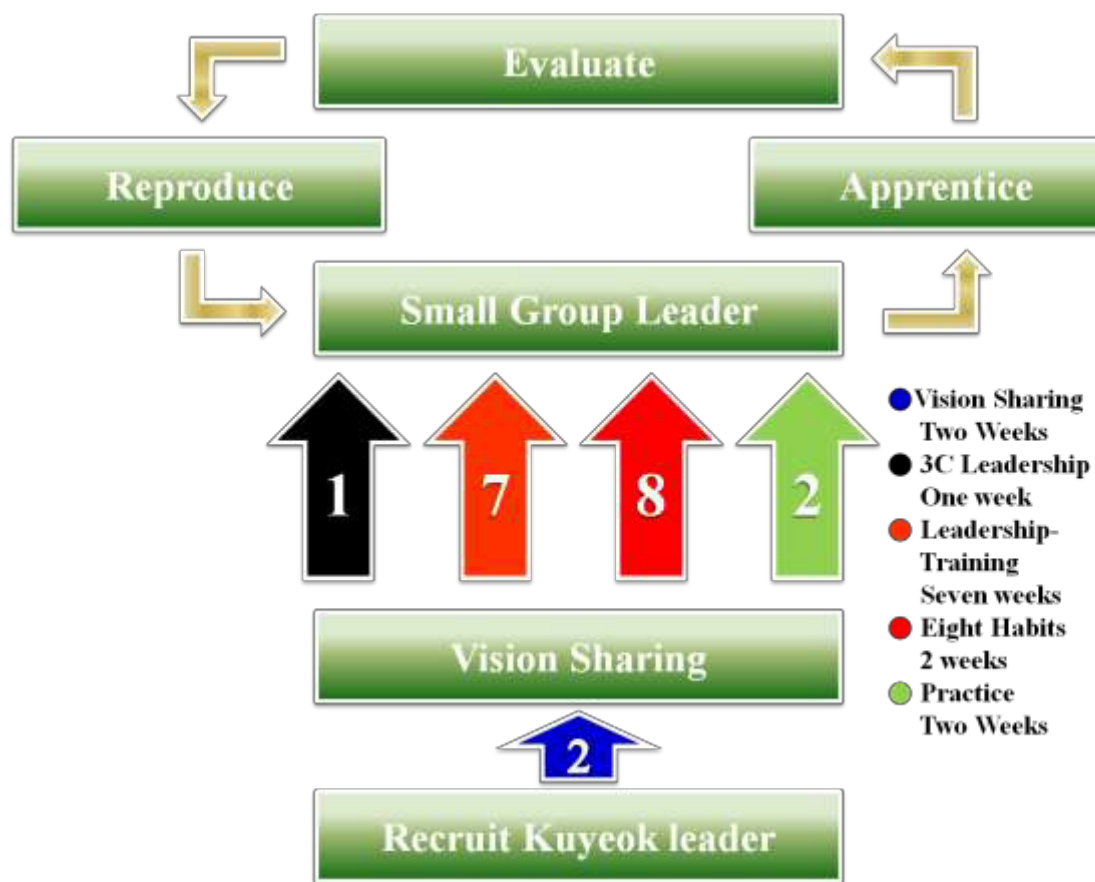 Evaluate
Reproduce
Apprentice
Small Group Leader
1
7
8
2
Vision Sharing
Two Weeks
3C Leadership
One week
Leadership-
Training
Seven weeks
Eight Habits
2 weeks
Practice
Two Weeks
Vision Sharing
2
Recruit Kuyeok leader